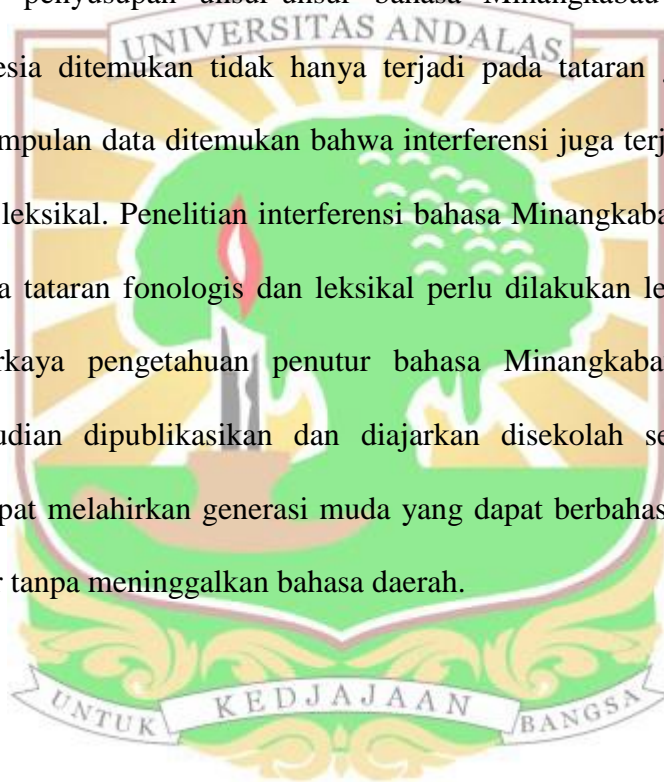 penyusupan unsur-unsur bahasa Minangkabau
UNIVERSITAS ANDALAS
esia ditemukan tidak hanya terjadi pada tataran
mpulan data ditemukan bahwa interferensi juga terj
leksikal. Penelitian interferensi bahasa Minangkaba
a tataran fonologis dan leksikal perlu dilakukan le
rkaya pengetahuan penutur bahasa Minangkaba
udian dipublikasikan dan diajarkan disekolah se
pat melahirkan generasi muda yang dapat berbahas
r tanpa meninggalkan bahasa daerah.
UNTUK KEDJAJAAN BANGSA